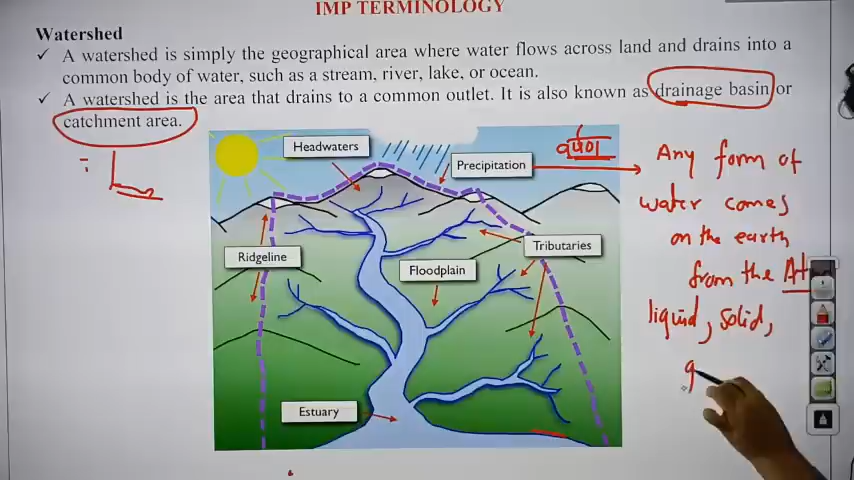 IMP TERMINOLOGY
Watershed
✓ A watershed is simply the geographical area where water flows across land and drains into a
common body of water, such as a stream, river, lake, or ocean.
✓ A watershed is the area that drains to a common outlet. It is also known as drainage basin or
catchment area.
Headwaters
Precipitation
Ridgeline
Tributaries
Floodplain
Estuary
Any form of
water comes
on the earth
from the At
liquid, solid,
g